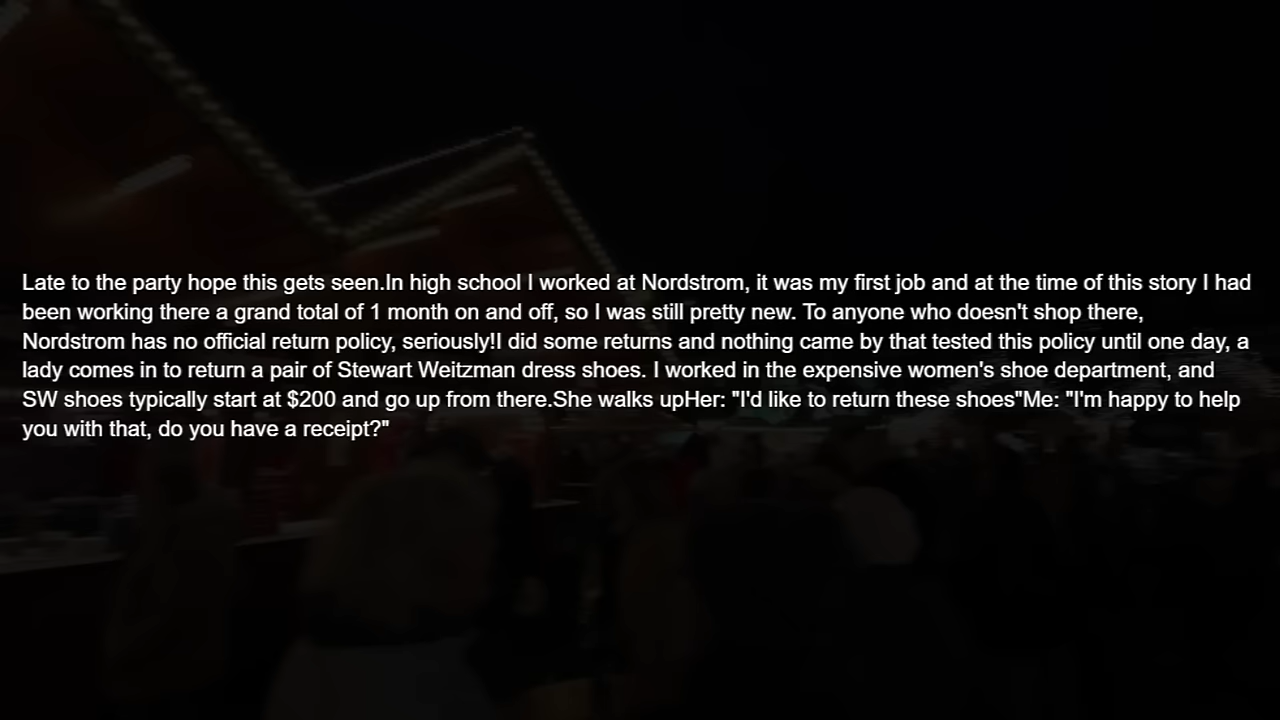 Late to the party hope this gets seen.In high school I worked at Nordstrom, it was my first job and at the time of this story I had
been working there a grand total of 1 month on and off, so I was still pretty new. To anyone who doesn't shop there,
Nordstrom has no official return policy, seriously!I did some returns and nothing came by that tested this policy until one day, a
lady comes in to return a pair of Stewart Weitzman dress shoes. I worked in the expensive women's shoe department, and
SW shoes typically start at $200 and go up from there.She walks upHer: "I'd like to return these shoes"Me: "I'm happy to help
you with that, do you have a receipt?"